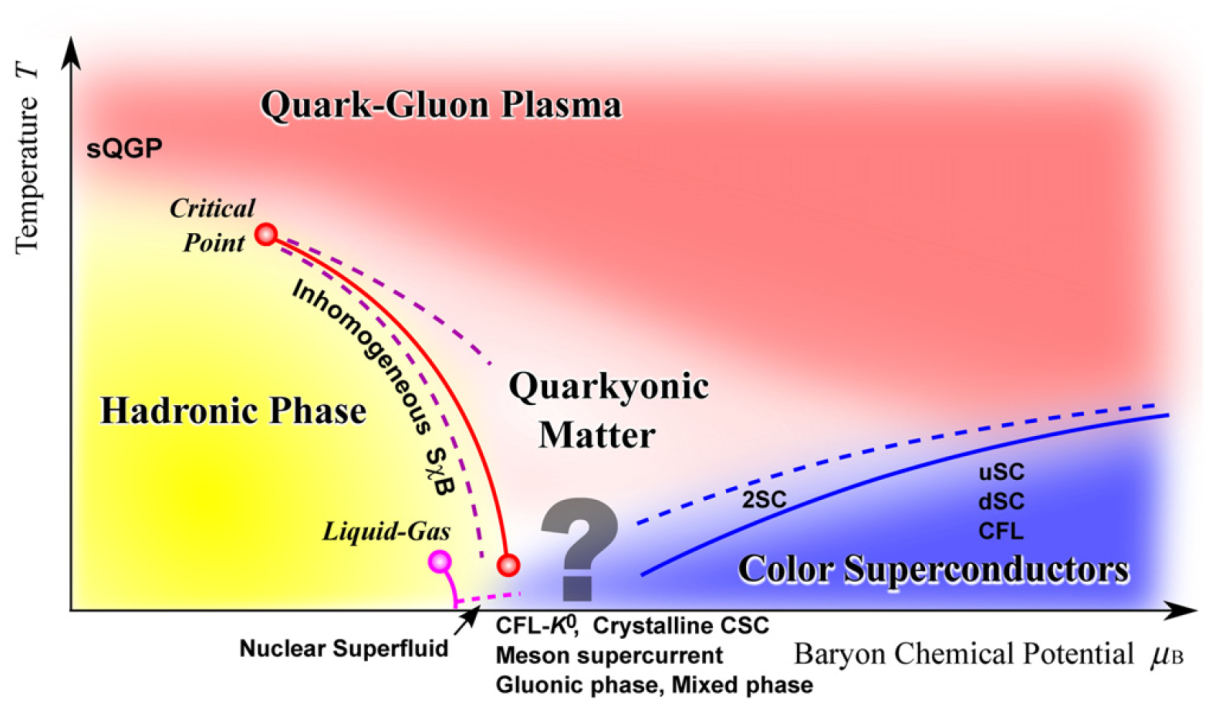 Temperature T
Quark-Gluon Plasma
sQGP
Critical
Point
Inhomogeneous SχB
Quarkyonic
Matter
Hadronic Phase
Liquid-Gas
?
2SC
uSC
dSC
CFL
Color Superconductors
Nuclear Superfluid
CFL-K⁰, Crystalline CSC
Meson supercurrent
Gluonic phase, Mixed phase
Baryon Chemical Potential μB